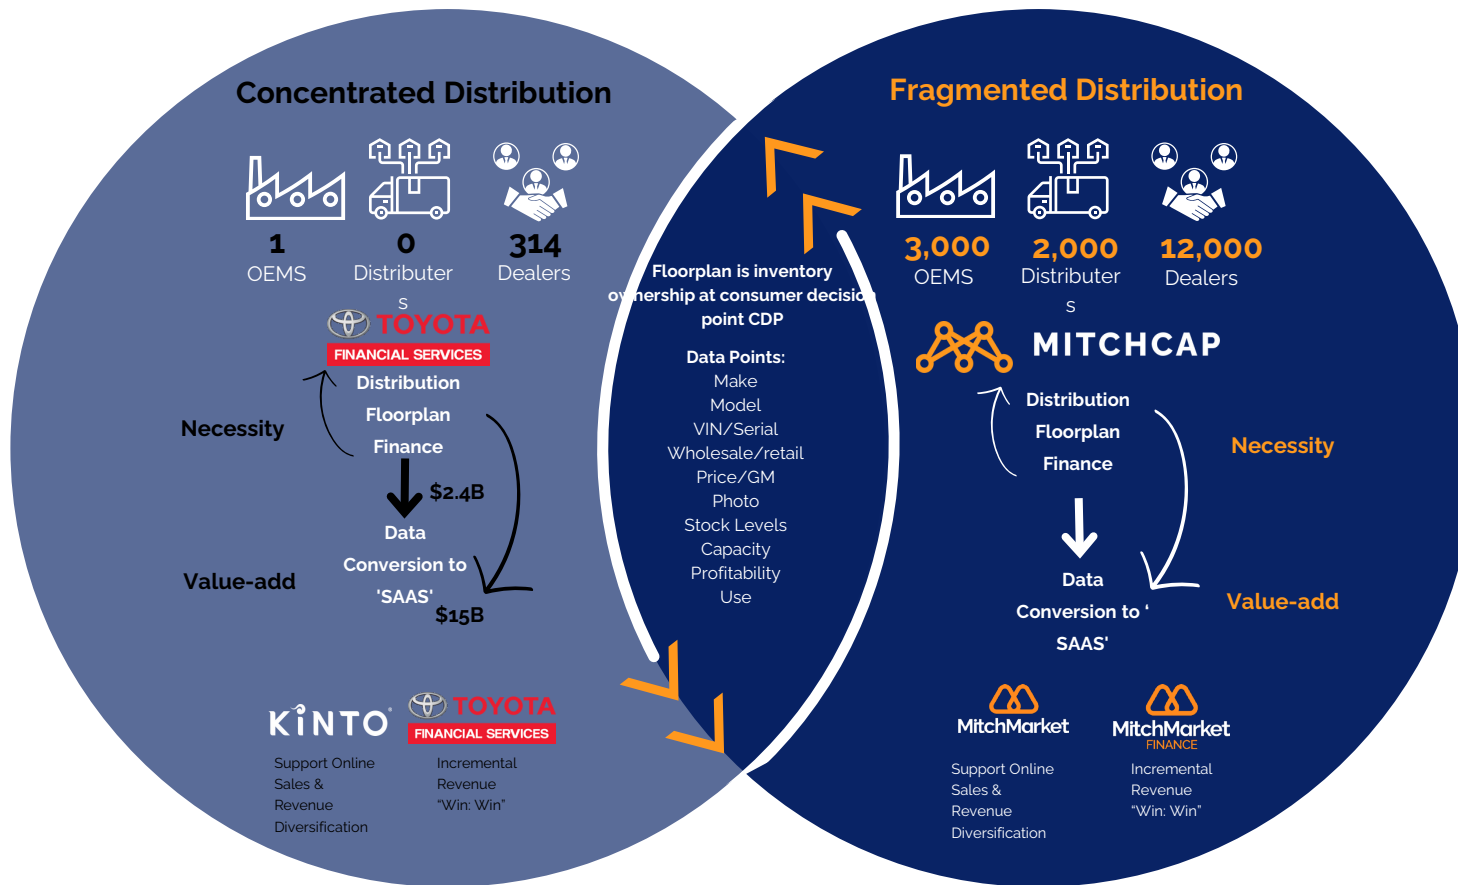 Concentrated Distribution
1
OEMS
0
Distributer
s
314
Dealers
TOYOTA
FINANCIAL SERVICES
Distribution
Floorplan
Finance
Necessity
$2.4B
Data
Conversion to
'SAAS'
$15B
Value-add
KINTO
TOYOTA
FINANCIAL SERVICES
Support Online
Sales &
Revenue
Diversification
Incremental
Revenue
“Win: Win”
Floorplan is inventory
ownership at consumer decision
point CDP
Data Points:
Make
Model
VIN/Serial
Wholesale/retail
Price/GM
Photo
Stock Levels
Capacity
Profitability
Use
Fragmented Distribution
3,000
OEMS
2,000
Distributer
s
12,000
Dealers
MITCHCAP
Distribution
Floorplan
Finance
Necessity
Data
Conversion to ‘
SAAS'
Value-add
MitchMarket
MitchMarket
FINANCE
Support Online
Sales &
Revenue
Diversification
Incremental
Revenue
“Win: Win”